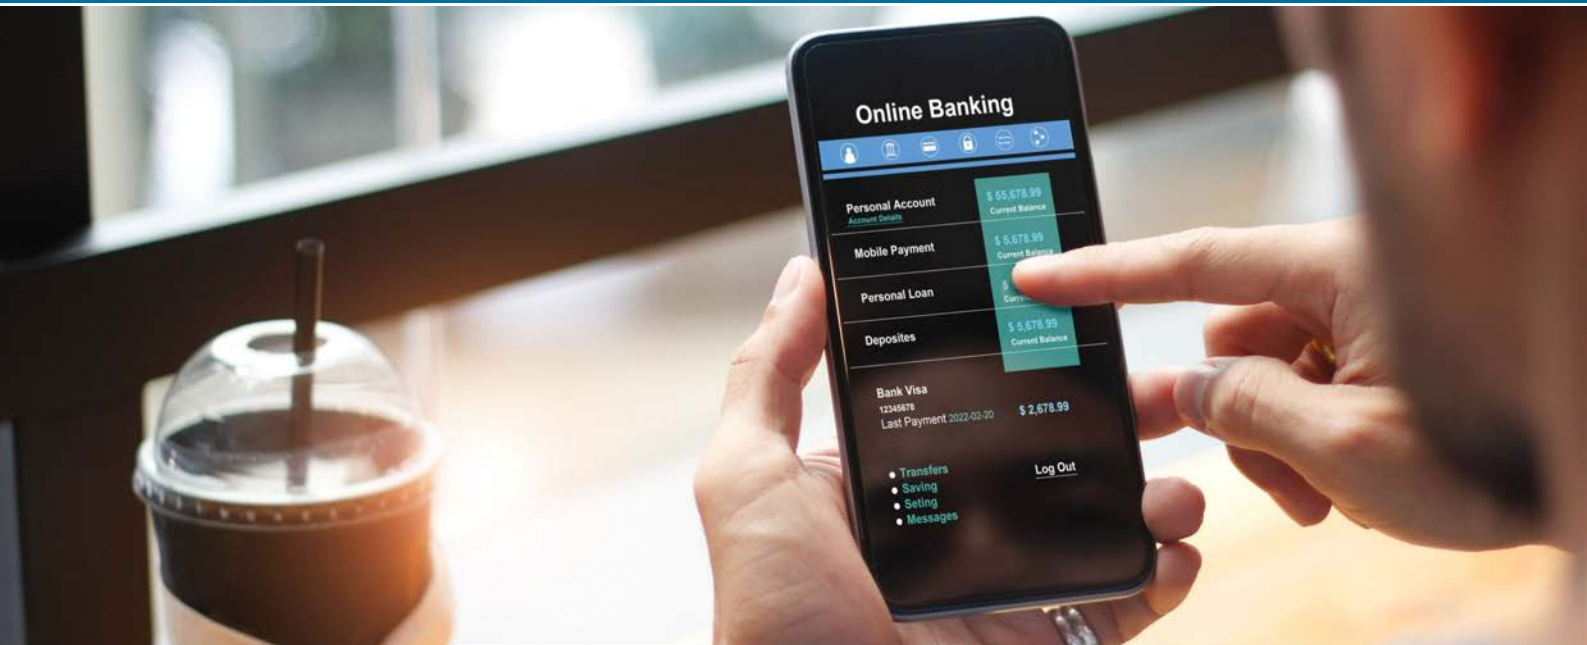 Online Banking
Personal Account
Account Details
$ 55,678.99
Current Balance
Mobile Payment
$ 5,678.99
Current Balance
Personal Loan
$
Deposites
$ 5,678.99
Current Balance
Bank Visa
12345678
Last Payment 2022-02-20
$ 2,678.99
Transfers
Saving
Seting
Messages
Log Out